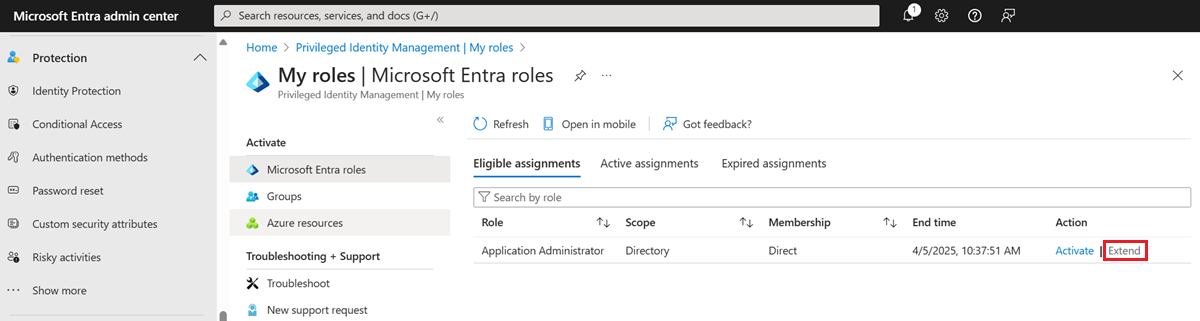 Microsoft Entra admin center
Search resources, services, and docs (G+/)
1
Protection
Identity Protection
Conditional Access
Authentication methods
Password reset
Custom security attributes
Risky activities
Show more
Home > Privileged Identity Management | My roles >
My roles | Microsoft Entra roles
Privileged Identity Management | My roles
Activate
Microsoft Entra roles
Groups
Azure resources
Troubleshooting + Support
Troubleshoot
New support request
Refresh Open in mobile Got feedback?
Eligible assignments Active assignments Expired assignments
Search by role
Role Scope Membership End time Action
Application Administrator Directory Direct 4/5/2025, 10:37:51 AM Activate | Extend